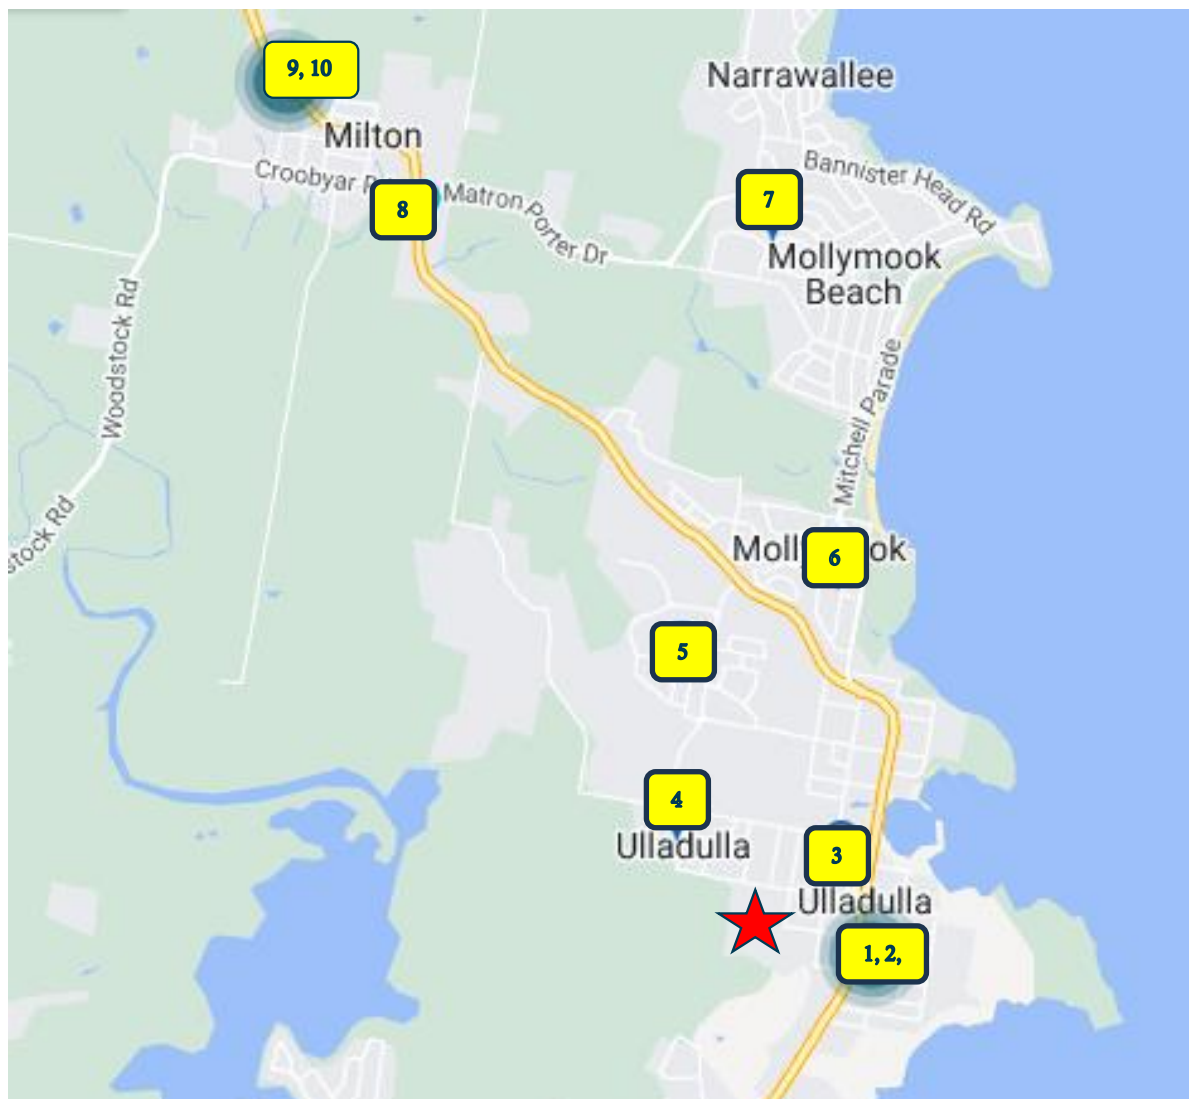 9, 10
Narrawallee
Milton
Bannister Head Rd
Croobyar R
8
Matron Porter Dr
7
Mollymook
Beach
Woodstock Rd
Mitchell Parade
stock Rd
Moll ok
6
5
4
Ulladulla
3
Ulladulla
1, 2,